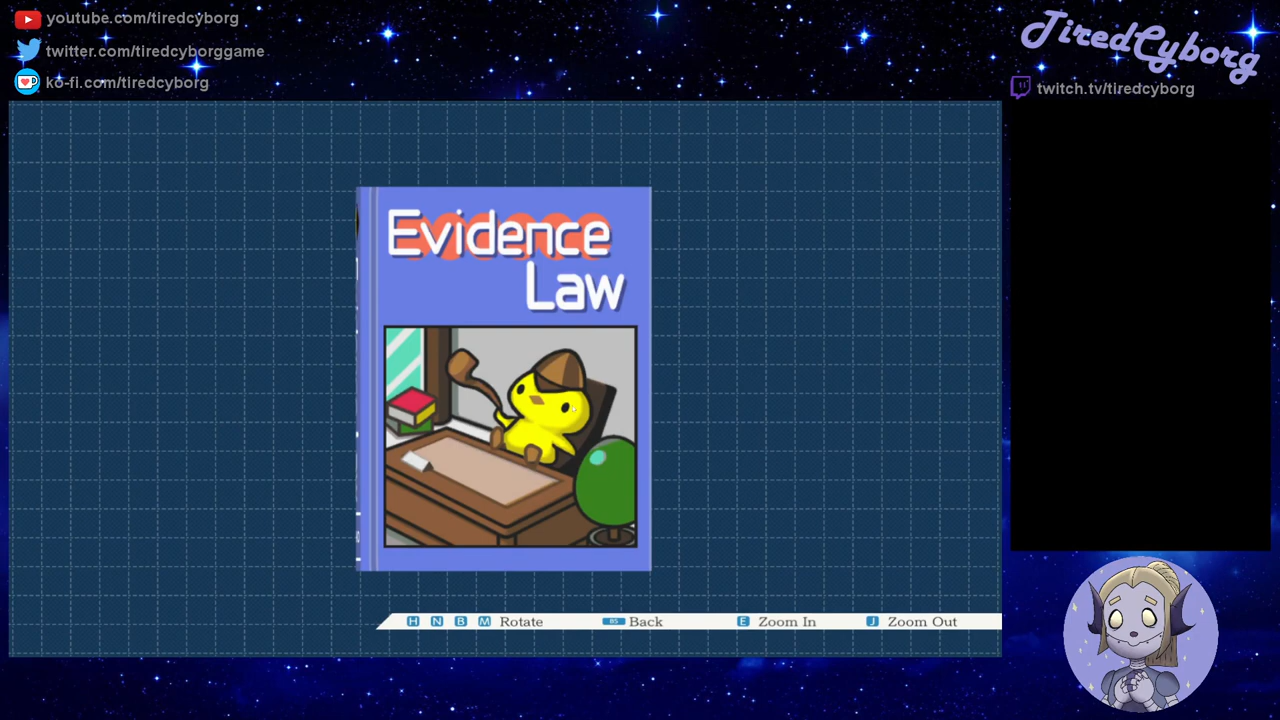 youtube.com/tiredcyborg
twitter.com/tiredcyborggame
ko-fi.com/tiredcyborg
TiredCyborg
twitch.tv/tiredcyborg
Evidence
Law
H N B M Rotate BS Back E Zoom In J Zoom Out